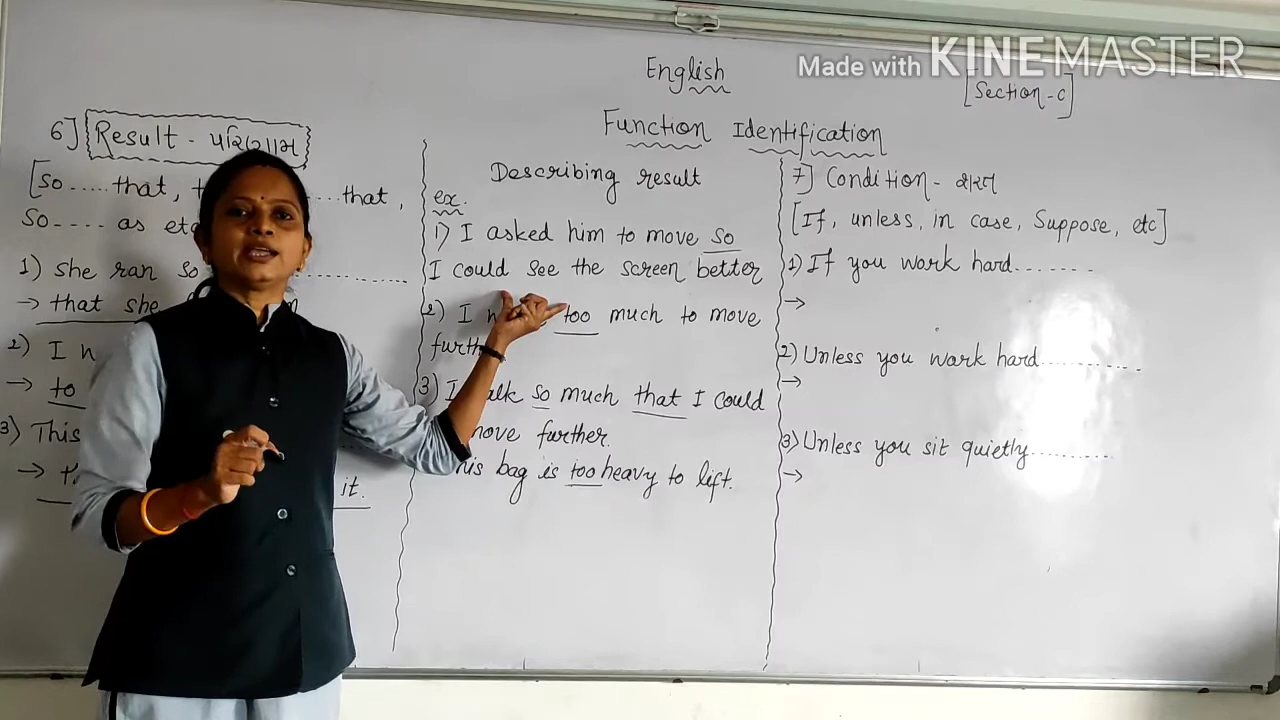 Made with KINEMASTER
English
[Section-C]
Function Identification
6] Result - પરિણામ
[So.....that, .....that,
So.... as etc
1) She ran so ............
→ that she
2) I
→ to
3) This
→ it.
Describing result
ex.
1) I asked him to move so
I could see the screen better
2) I too much to move
3) I so much that I could
move further.
bag is too heavy to lift.
7] Condition - શરત
[If, unless, in case, Suppose, etc]
1) If you work hard........
→
2) Unless you work hard............
→
3) Unless you sit quietly...........
→